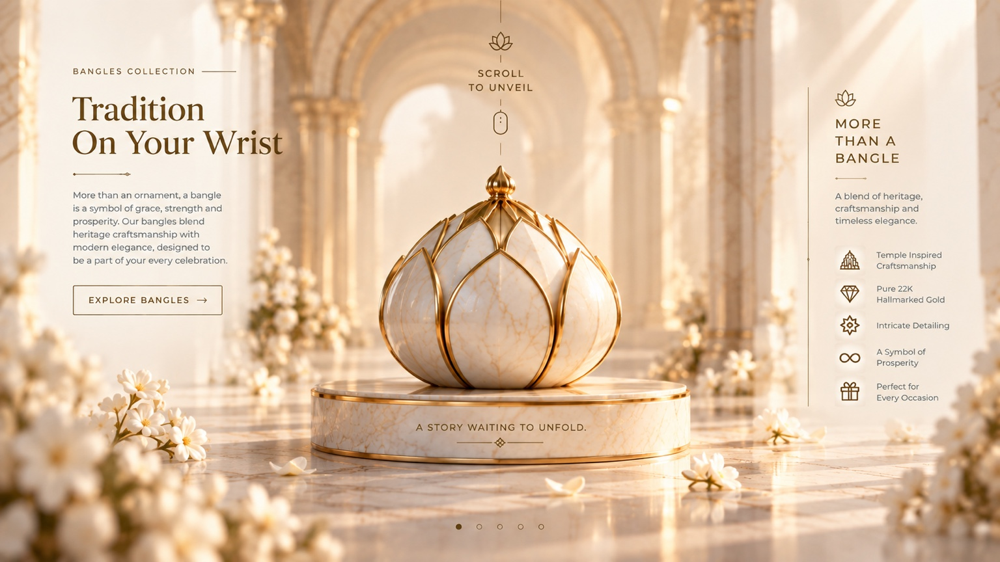 BANGLES COLLECTION
Tradition
On Your Wrist
More than an ornament, a bangle
is a symbol of grace, strength and
prosperity. Our bangles blend
heritage craftsmanship with
modern elegance, designed to
be a part of your every celebration.
EXPLORE BANGLES →
SCROLL
TO UNVEIL
A STORY WAITING TO UNFOLD.
MORE
THAN A
BANGLE
A blend of heritage,
craftsmanship and
timeless elegance.
Temple Inspired
Craftsmanship
Pure 22K
Hallmarked Gold
Intricate Detailing
A Symbol of
Prosperity
Perfect for
Every Occasion